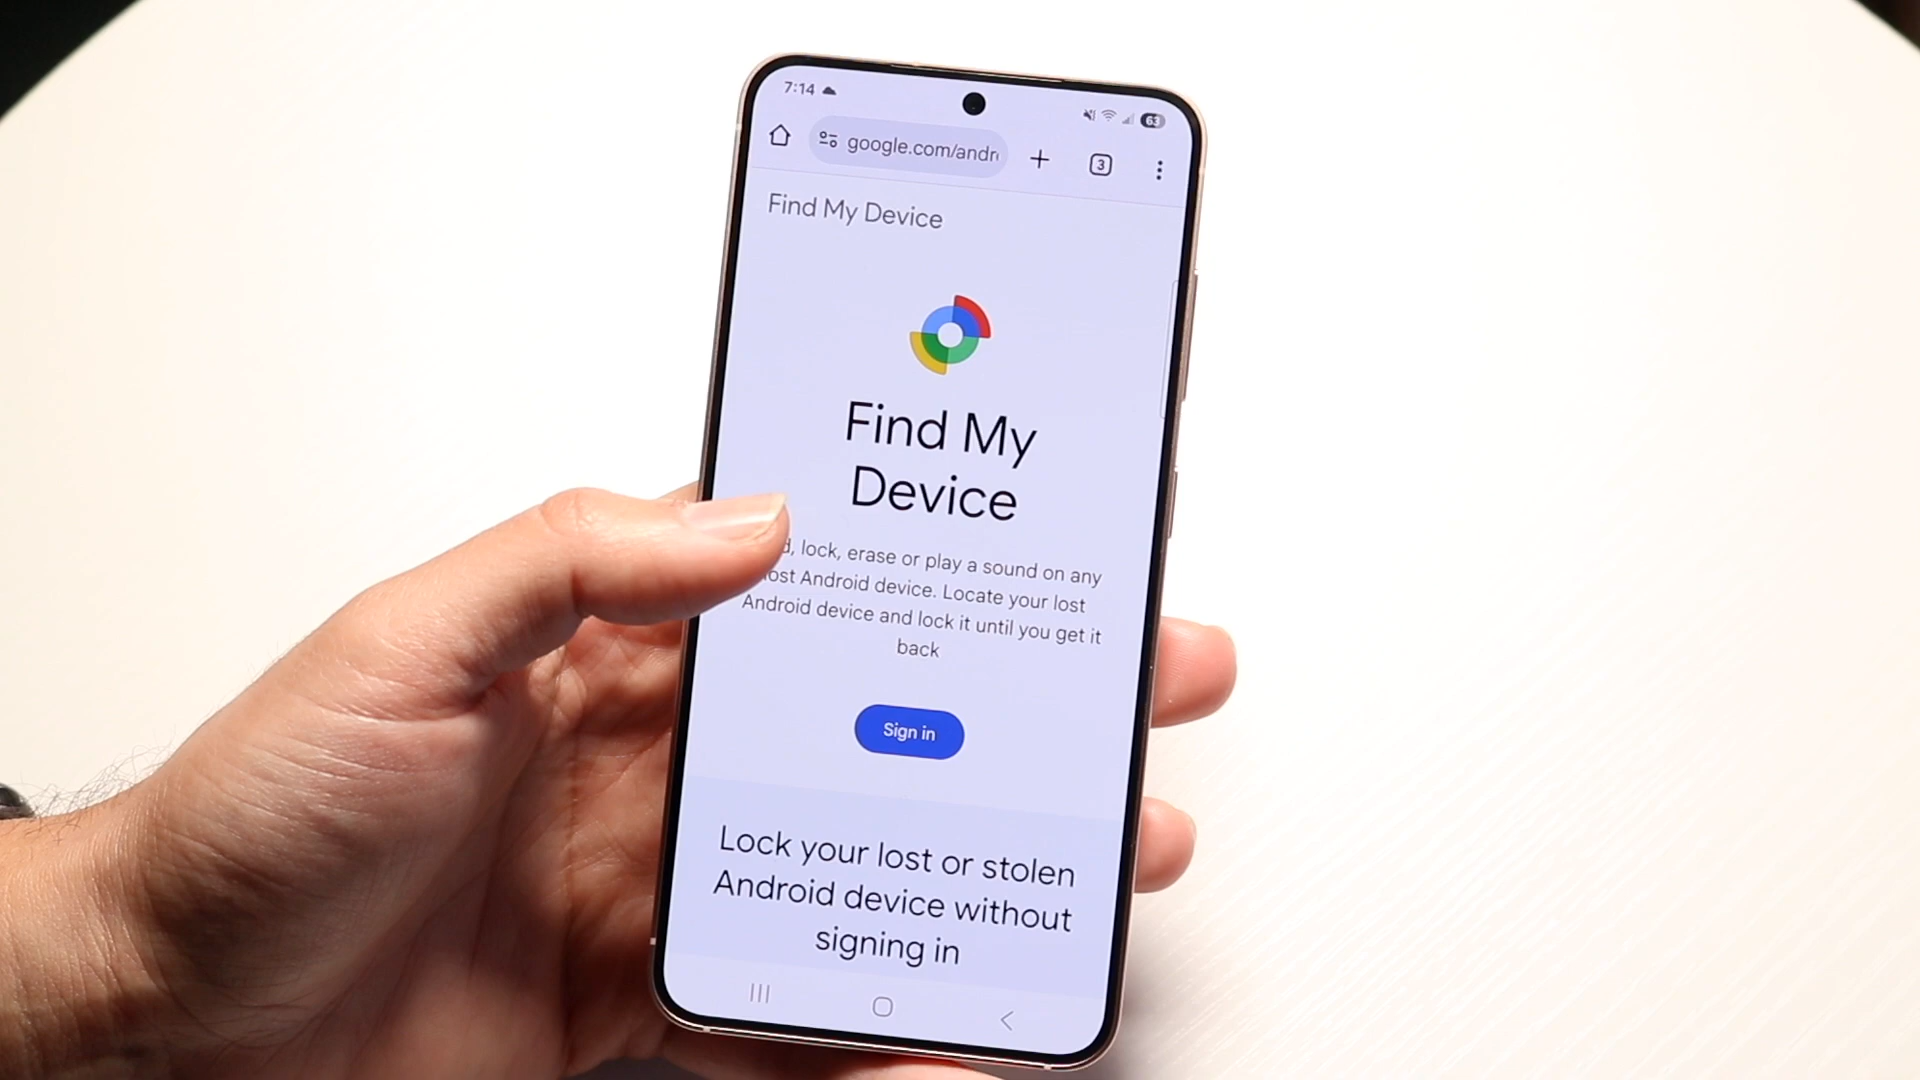 7:14
63
google.com/andr
3
Find My Device
Find My
Device
lock, erase or play a sound on any
Android device. Locate your lost
Android device and lock it until you get it
back
Sign in
Lock your lost or stolen
Android device without
signing in